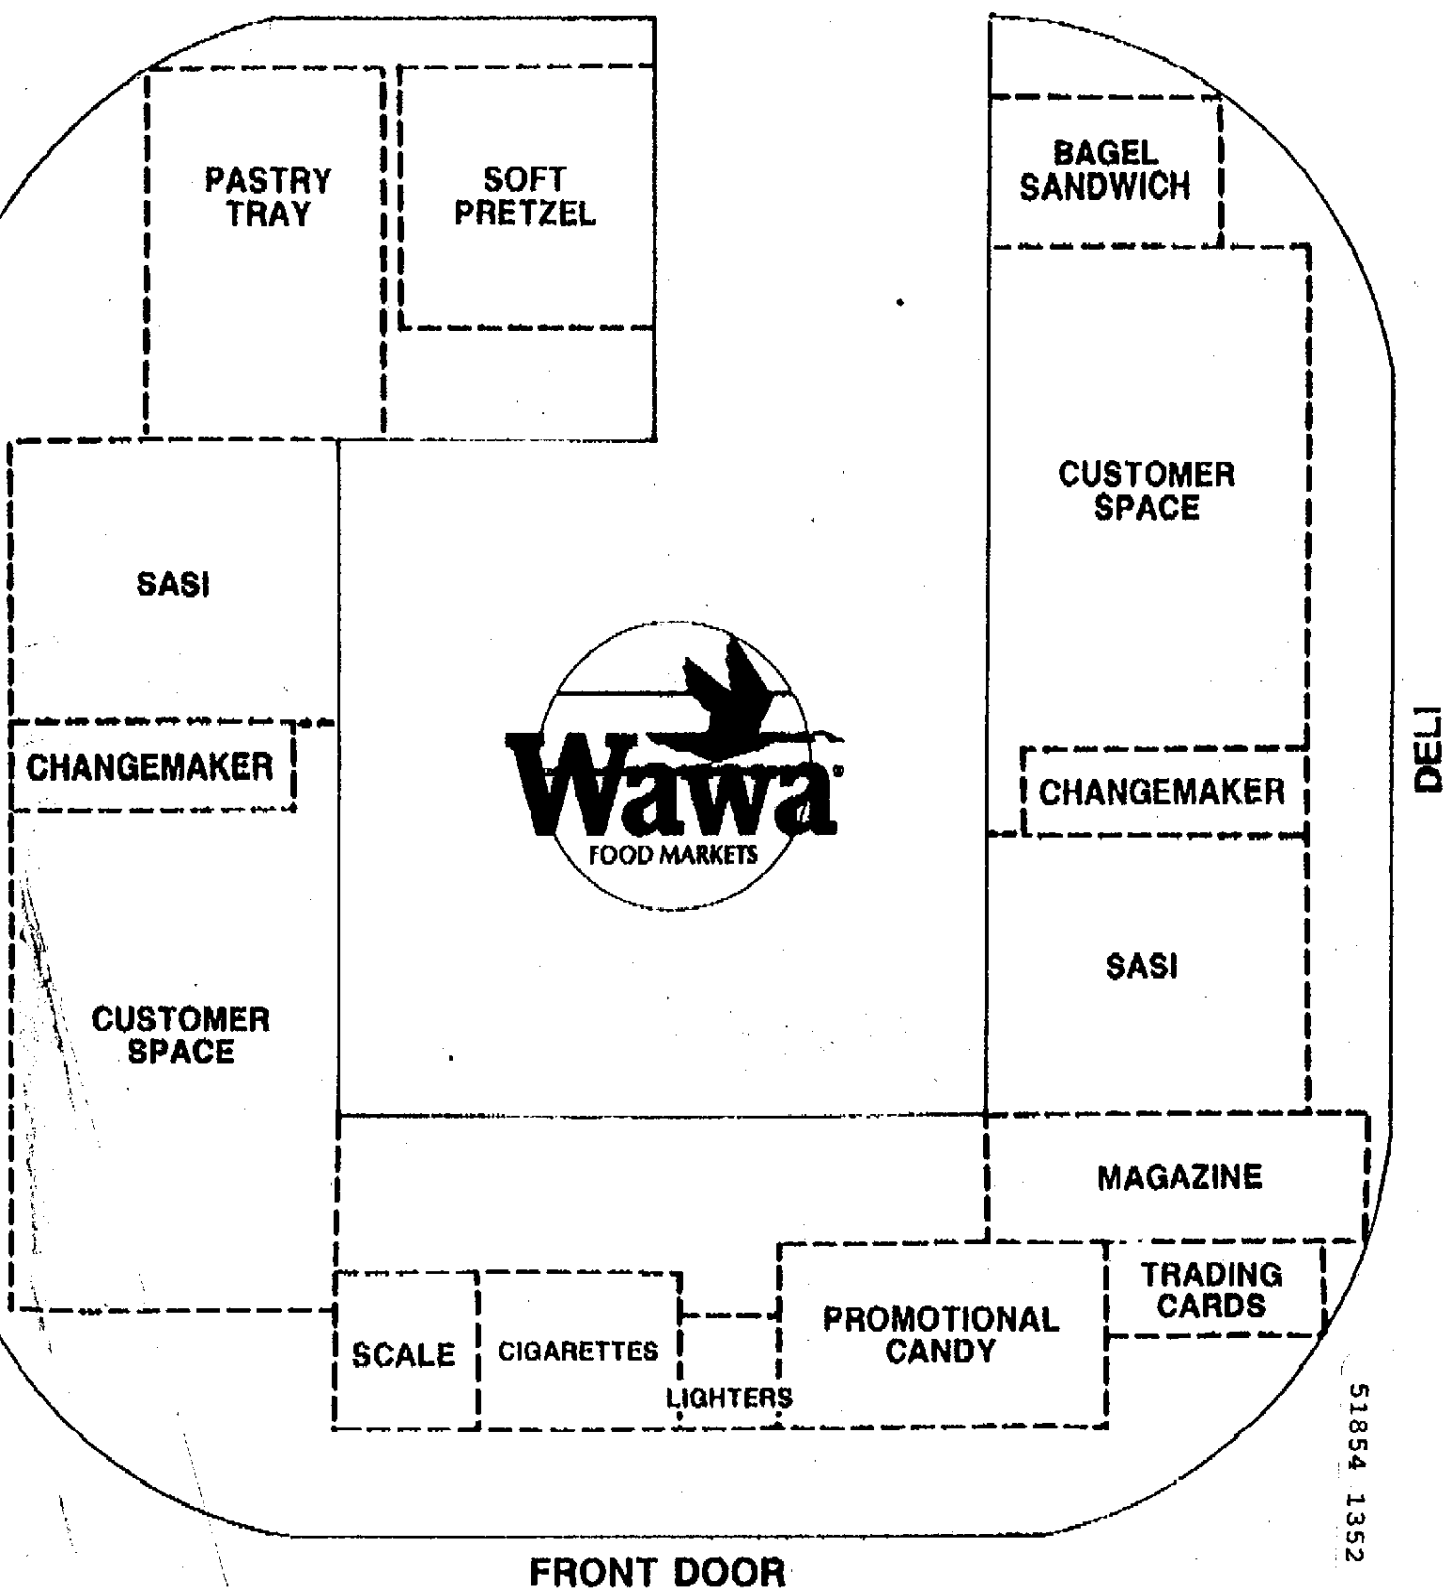 PASTRY
TRAY
SOFT
PRETZEL
BAGEL
SANDWICH
CUSTOMER
SPACE
SASI
Wawa®
FOOD MARKETS
CHANGEMAKER
CHANGEMAKER
DELI
SASI
CUSTOMER
SPACE
MAGAZINE
TRADING
CARDS
PROMOTIONAL
CANDY
SCALE
CIGARETTES
LIGHTERS
51854 1352
FRONT DOOR